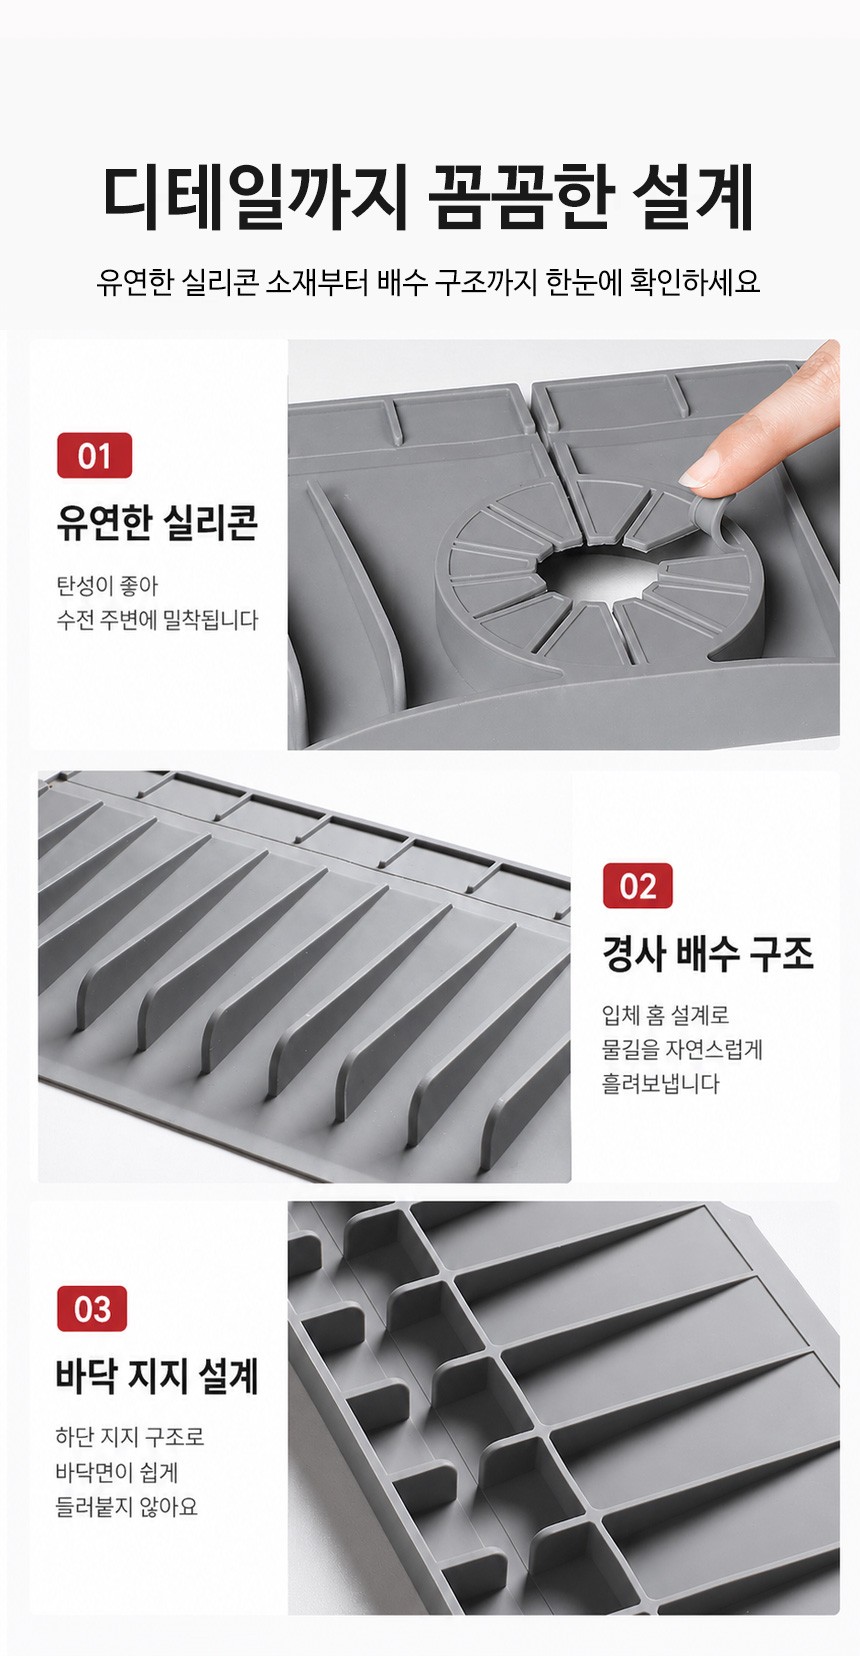 디테일까지 꼼꼼한 설계
유연한 실리콘 소재부터 배수 구조까지 한눈에 확인하세요
01
유연한 실리콘
탄성이 좋아
수전 주변에 밀착됩니다
02
경사 배수 구조
입체 홈 설계로
물길을 자연스럽게
흘려보냅니다
03
바닥 지지 설계
하단 지지 구조로
바닥면이 쉽게
들러붙지 않아요